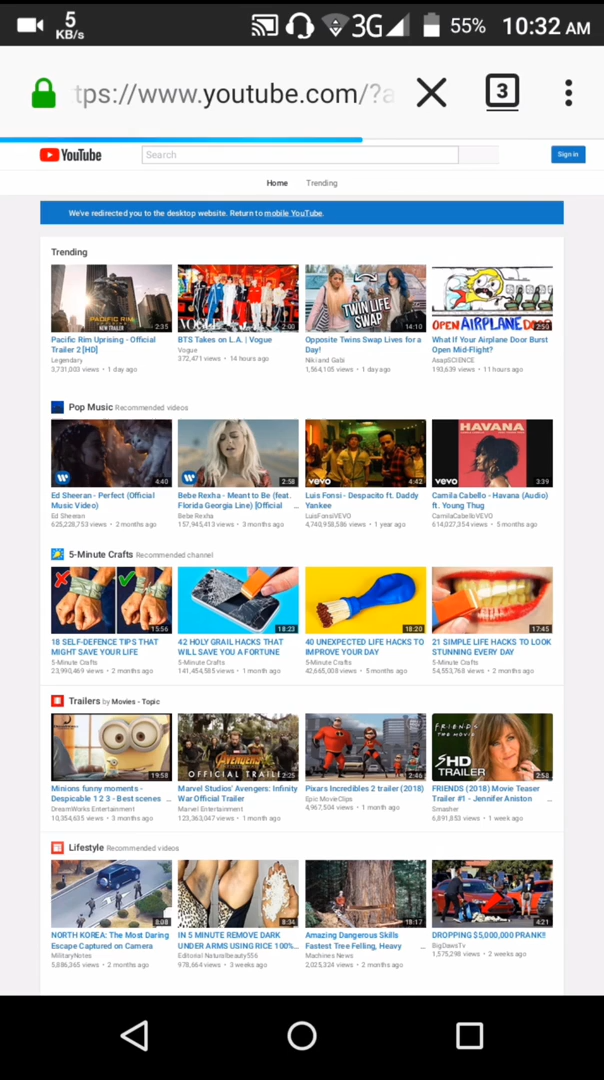 5
KB/s
3G
55%
10:32 AM
tps://www.youtube.com/?a
3
YouTube
Search
Sign in
Home
Trending
We've redirected you to the desktop website. Return to mobile YouTube.
Trending
PACIFIC RIM
NEW TRAILER
2:35
2:00
TWIN LIFE
SWAP
14:10
OPEN AIRPLANE DO
2:50
Pacific Rim Uprising - Official
Trailer 2 [HD]
Legendary
3,731,003 views • 1 day ago
BTS Takes on L.A. | Vogue
Vogue
372,471 views • 14 hours ago
Opposite Twins Swap Lives for a
Day!
Niki and Gabi
1,564,105 views • 1 day ago
What If Your Airplane Door Burst
Open Mid-Flight?
AsapSCIENCE
193,639 views • 11 hours ago
Pop Music Recommended videos
4:40
2:58
vevo
4:42
HAVANA
vevo
3:39
Ed Sheeran - Perfect (Official
Music Video)
Ed Sheeran
625,228,753 views • 2 months ago
Bebe Rexha - Meant to Be (feat.
Florida Georgia Line) [Official ...
Bebe Rexha
157,945,413 views • 3 months ago
Luis Fonsi - Despacito ft. Daddy
Yankee
LuisFonsiVEVO
4,740,958,586 views • 1 year ago
Camila Cabello - Havana (Audio)
ft. Young Thug
CamilaCabelloVEVO
614,027,354 views • 5 months ago
5-Minute Crafts Recommended channel
15:56
18:23
18:20
17:45
18 SELF-DEFENCE TIPS THAT
MIGHT SAVE YOUR LIFE
5-Minute Crafts
23,990,469 views • 2 months ago
42 HOLY GRAIL HACKS THAT
WILL SAVE YOU A FORTUNE
5-Minute Crafts
141,454,585 views • 1 month ago
40 UNEXPECTED LIFE HACKS TO
IMPROVE YOUR DAY
5-Minute Crafts
42,665,008 views • 5 months ago
21 SIMPLE LIFE HACKS TO LOOK
STUNNING EVERY DAY
5-Minute Crafts
54,553,768 views • 2 months ago
Trailers by Movies - Topic
19:58
AVENGERS
OFFICIAL TRAILE
2:25
2:46
FRIENDS
THE MOVIE
HD
TRAILER
2:58
Minions funny moments -
Despicable 1 2 3 - Best scenes ...
DreamWorks Entertainment
10,354,635 views • 3 months ago
Marvel Studios' Avengers: Infinity
War Official Trailer
Marvel Entertainment
123,363,047 views • 1 month ago
Pixars Incredibles 2 trailer (2018)
Epic MovieClips
4,967,504 views • 1 month ago
FRIENDS (2018) Movie Teaser
Trailer #1 - Jennifer Aniston ...
Smasher
6,891,853 views • 1 week ago
Lifestyle Recommended videos
8:08
8:34
18:17
4:21
NORTH KOREA: The Most Daring
Escape Captured on Camera
MilitaryNotes
5,886,365 views • 2 months ago
IN 5 MINUTE REMOVE DARK
UNDER ARMS USING RICE 100%...
Editorial Naturalbeauty556
978,664 views • 3 weeks ago
Amazing Dangerous Skills
Fastest Tree Felling, Heavy ...
Machines News
2,025,324 views • 2 months ago
DROPPING $5,000,000 PRANK!!
BigDawsTv
1,575,298 views • 2 weeks ago